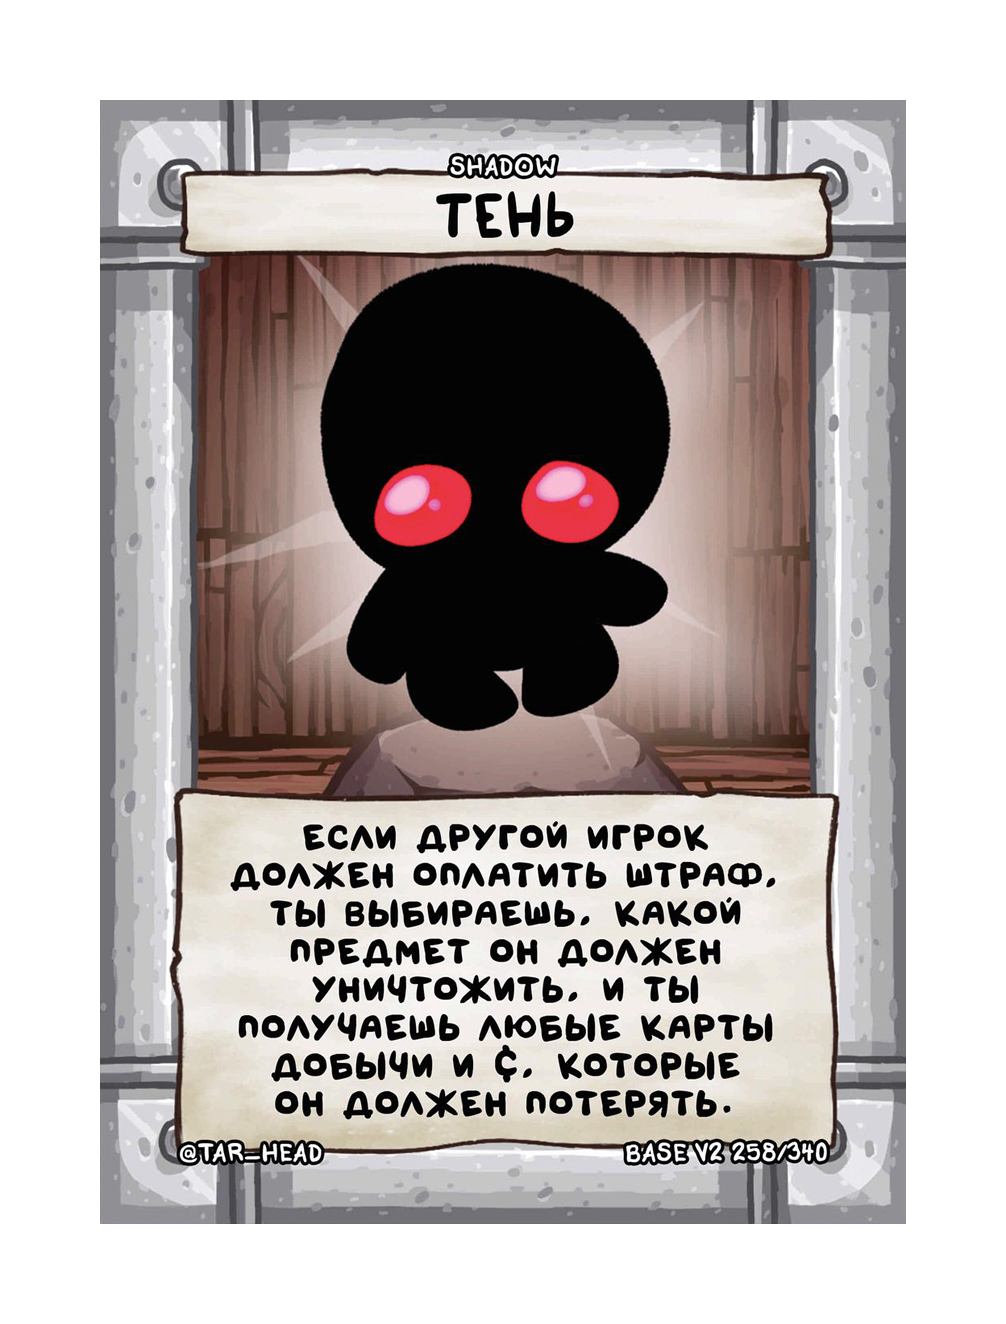 SHADOW
ТЕНЬ
ЕСЛИ ДРУГОЙ ИГРОК
ДОЛЖЕН ОПЛАТИТЬ ШТРАФ,
ТЫ ВЫБИРАЕШЬ, КАКОЙ
ПРЕДМЕТ ОН ДОЛЖЕН
УНИЧТОЖИТЬ, И ТЫ
ПОЛУЧАЕШЬ ЛЮБЫЕ КАРТЫ
ДОБЫЧИ И ¢, КОТОРЫЕ
ОН ДОЛЖЕН ПОТЕРЯТЬ.
@TAR_HEAD
BASE V2 258/340